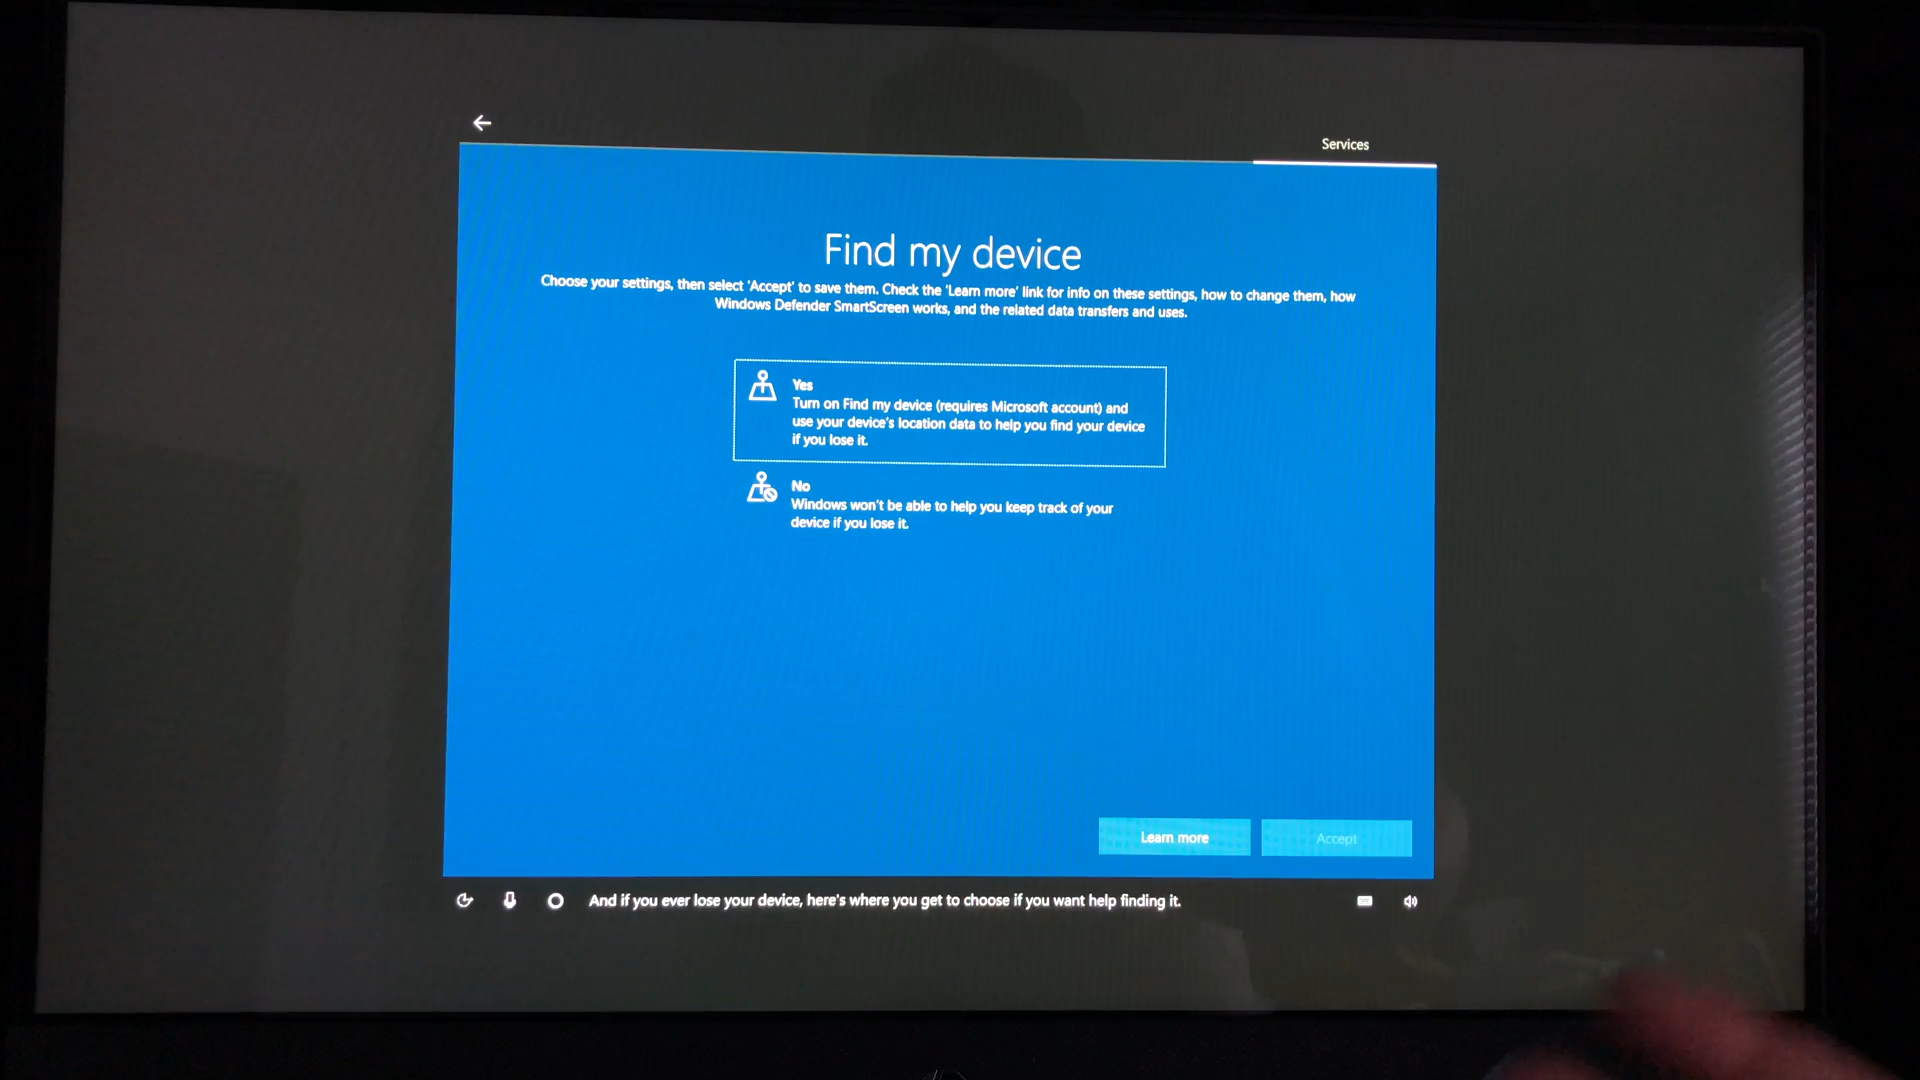 Services
Find my device
Choose your settings, then select 'Accept' to save them. Check the 'Learn more' link for info on these settings, how to change them, how
Windows Defender SmartScreen works, and the related data transfers and uses.
Yes
Turn on Find my device (requires Microsoft account) and
use your device's location data to help you find your device
if you lose it.
No
Windows won't be able to help you keep track of your
device if you lose it.
Learn more
Accept
And if you ever lose your device, here's where you get to choose if you want help finding it.